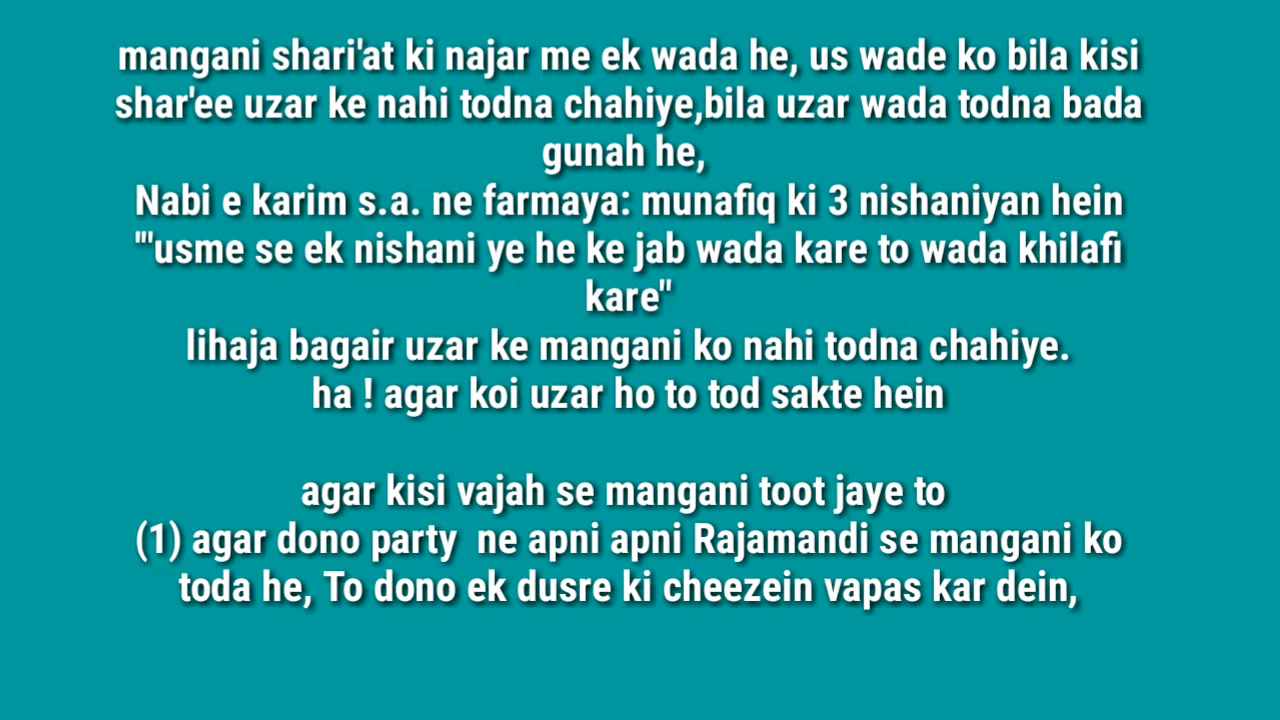 mangani shari'at ki najar me ek wada he, us wade ko bila kisi
shar'ee uzar ke nahi todna chahiye,bila uzar wada todna bada
gunah he,
Nabi e karim s.a. ne farmaya: munafiq ki 3 nishaniyan hein
"'usme se ek nishani ye he ke jab wada kare to wada khilafi
kare"
lihaja bagair uzar ke mangani ko nahi todna chahiye.
ha ! agar koi uzar ho to tod sakte hein
agar kisi vajah se mangani toot jaye to
(1) agar dono party  ne apni apni Rajamandi se mangani ko
toda he, To dono ek dusre ki cheezein vapas kar dein,